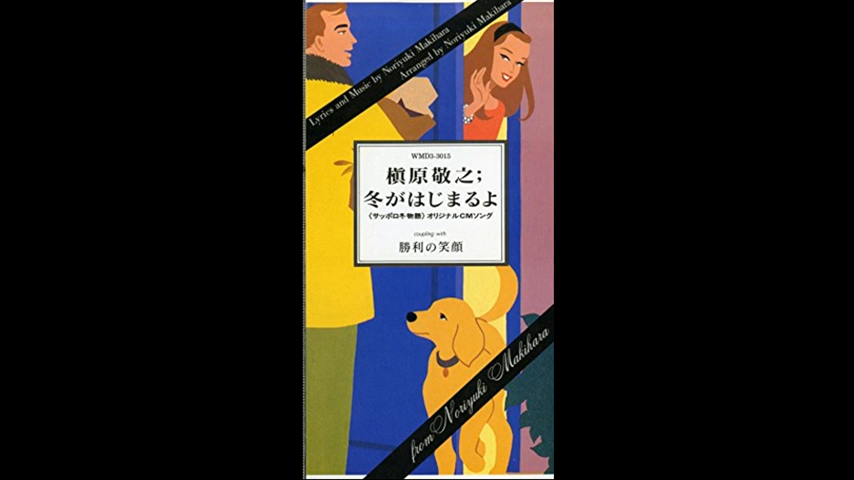 Lyrics and Music by Noriyuki Makihara
Arranged by Noriyuki Makihara
WMD3-3015
槇原敬之；
冬がはじまるよ
《サッポロ冬物語》オリジナルCMソング
coupling with
勝利の笑顔
from Noriyuki Makihara